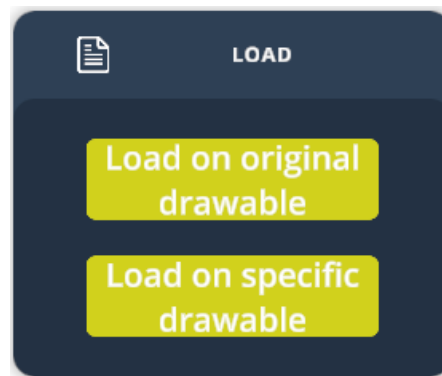 LOAD
Load on original
drawable
Load on specific
drawable